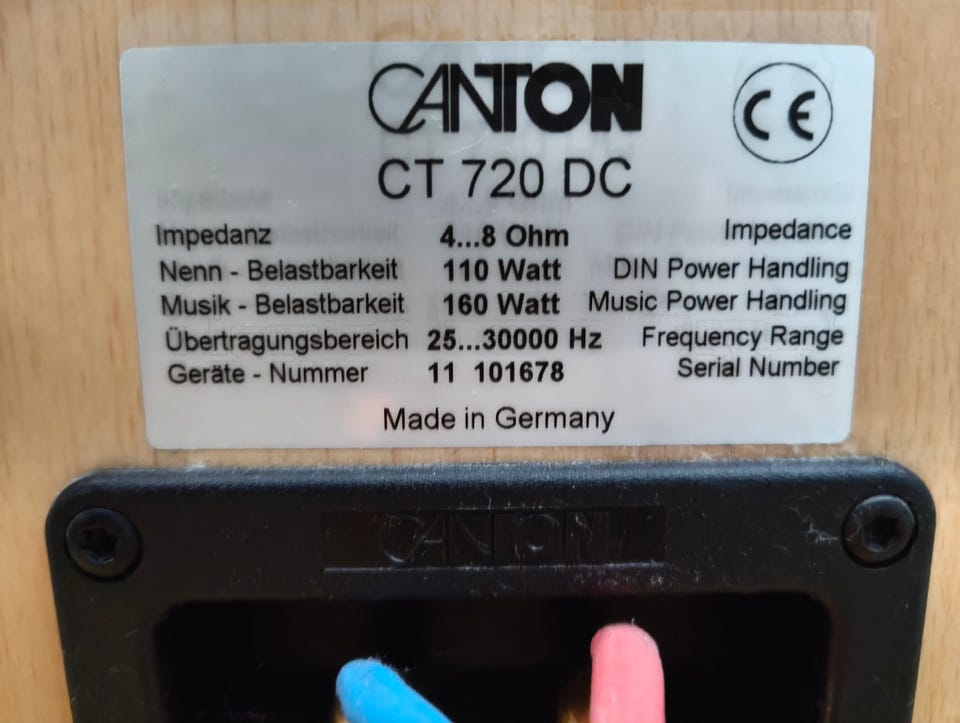 CANTON
CE
CT 720 DC
Impedanz 4...8 Ohm Impedance
Nenn - Belastbarkeit 110 Watt DIN Power Handling
Musik - Belastbarkeit 160 Watt Music Power Handling
Übertragungsbereich 25...30000 Hz Frequency Range
Geräte - Nummer 11 101678 Serial Number
Made in Germany
CANTON